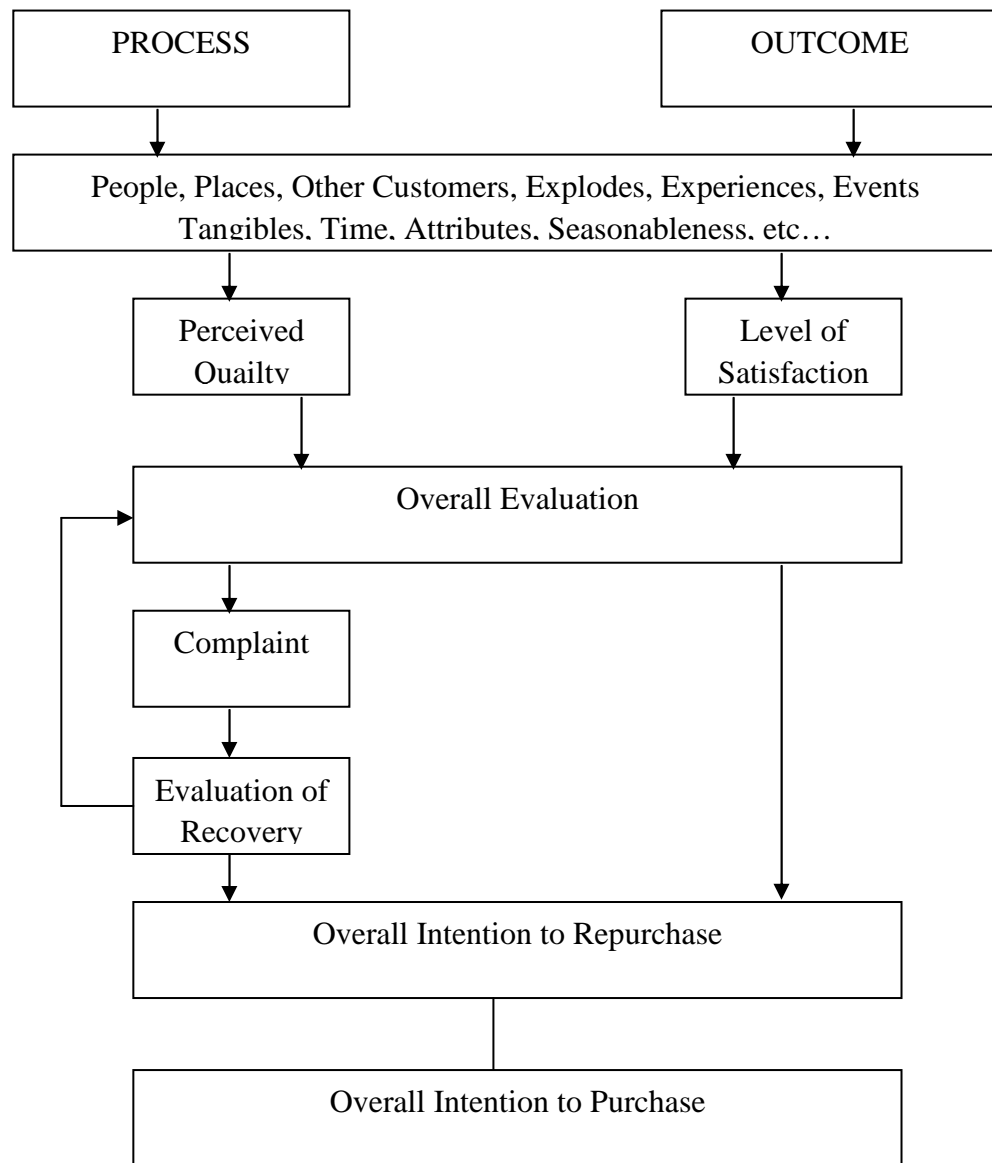 PROCESS
OUTCOME
People, Places, Other Customers, Explodes, Experiences, Events
Tangibles, Time, Attributes, Seasonableness, etc…
Perceived
Quailty
Level of
Satisfaction
Overall Evaluation
Complaint
Evaluation of
Recovery
Overall Intention to Repurchase
Overall Intention to Purchase